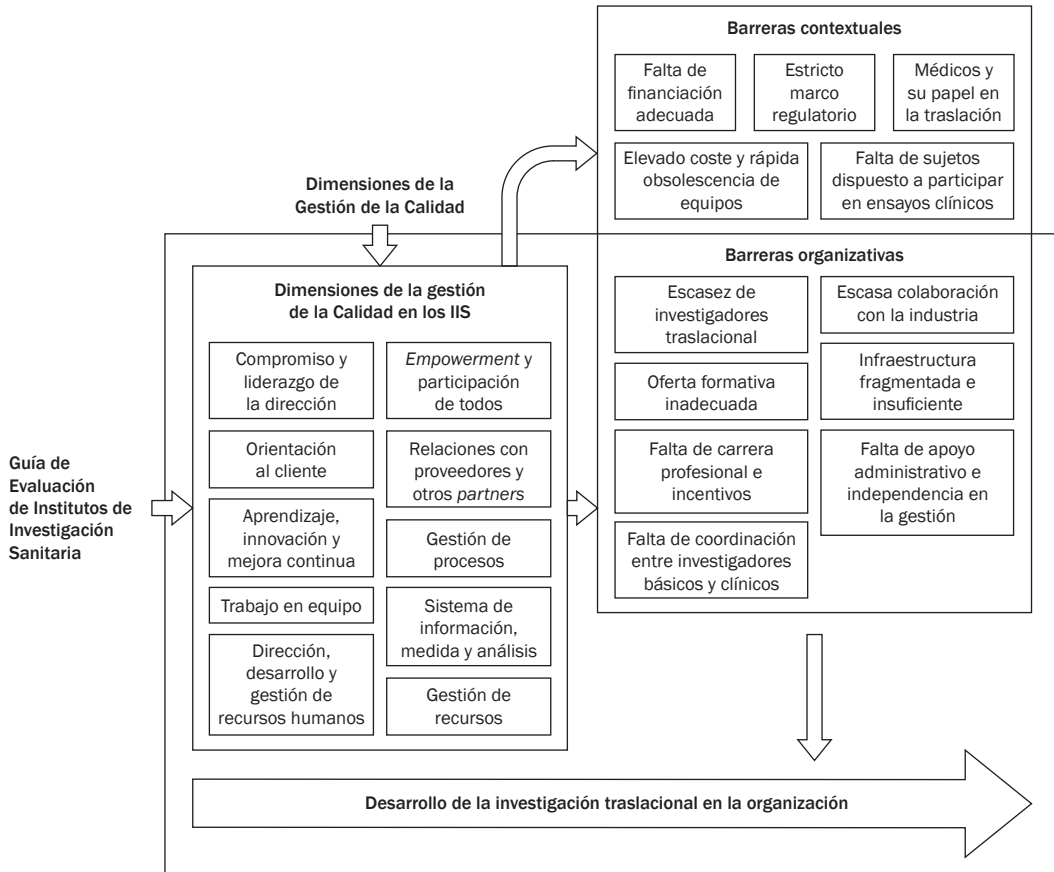 Barreras contextuales
Falta de
financiación
adecuada
Estricto
marco
regulatorio
Médicos y
su papel en
la traslación
Elevado coste y rápida
obsolescencia de
equipos
Falta de sujetos
dispuesto a participar
en ensayos clínicos
Dimensiones de la
Gestión de la Calidad
Barreras organizativas
Escasez de
investigadores
traslacional
Escasa colaboración
con la industria
Oferta formativa
inadecuada
Infraestructura
fragmentada e
insuficiente
Falta de carrera
profesional e
incentivos
Falta de apoyo
administrativo e
independencia en
la gestión
Falta de coordinación
entre investigadores
básicos y clínicos
Dimensiones de la gestión
de la Calidad en los IIS
Compromiso y
liderazgo de
la dirección
Empowerment y
participación
de todos
Orientación
al cliente
Relaciones con
proveedores y
otros partners
Aprendizaje,
innovación y
mejora continua
Gestión de
procesos
Trabajo en equipo
Sistema de
información,
medida y análisis
Dirección,
desarrollo y
gestión de
recursos humanos
Gestión de
recursos
Guía de
Evaluación
de Institutos de
Investigación
Sanitaria
Desarrollo de la investigación traslacional en la organización